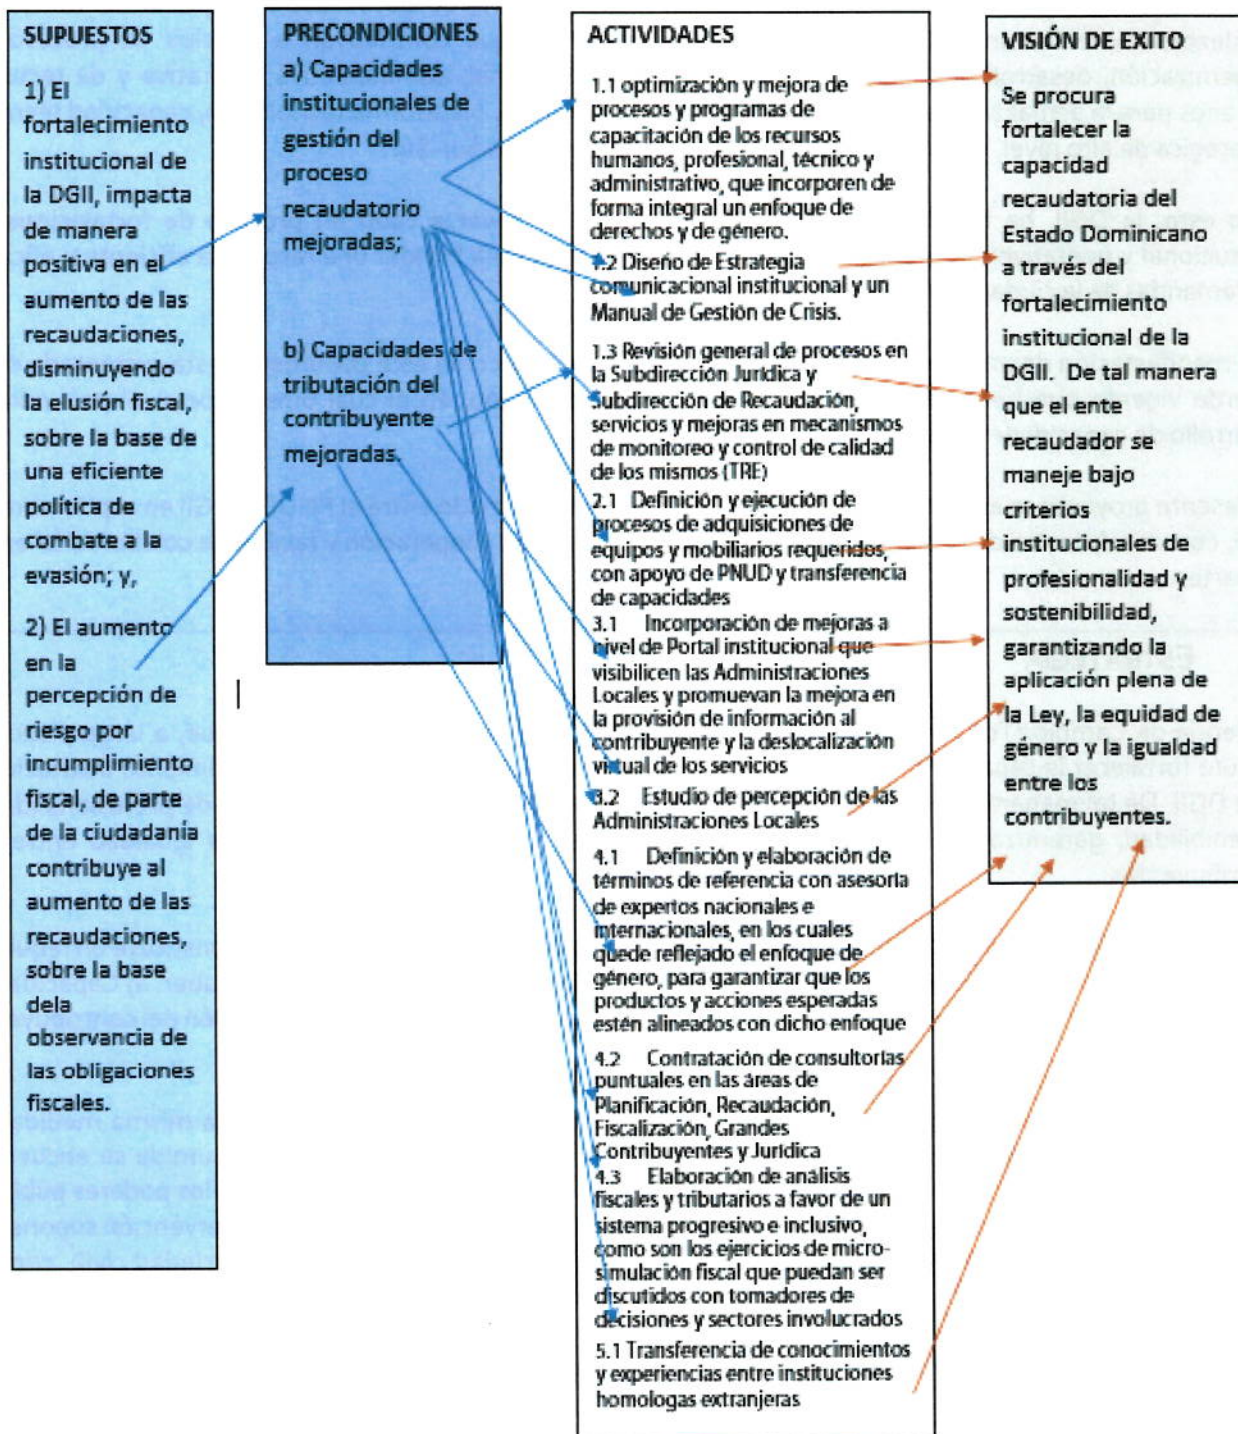 SUPUESTOS
1) El
fortalecimiento
institucional de
la DGII, impacta
de manera
positiva en el
aumento de las
recaudaciones,
disminuyendo
la elusión fiscal,
sobre la base de
una eficiente
política de
combate a la
evasión; y,
2) El aumento
en la
percepción de
riesgo por
incumplimiento
fiscal, de parte
de la ciudadanía
contribuye al
aumento de las
recaudaciones,
sobre la base
dela
observancia de
las obligaciones
fiscales.
PRECONDICIONES
a) Capacidades
institucionales de
gestión del
proceso
recaudatorio
mejoradas;
b) Capacidades de
tributación del
contribuyente
mejoradas.
ACTIVIDADES
1.1 optimización y mejora de
procesos y programas de
capacitación de los recursos
humanos, profesional, técnico y
administrativo, que incorporen de
forma integral un enfoque de
derechos y de género.
1.2 Diseño de Estrategia
comunicacional institucional y un
Manual de Gestión de Crisis.
1.3 Revisión general de procesos en
la Subdirección Jurídica y
Subdirección de Recaudación,
servicios y mejoras en mecanismos
de monitoreo y control de calidad
de los mismos (TRE)
2.1 Definición y ejecución de
procesos de adquisiciones de
equipos y mobiliarios requeridos,
con apoyo de PNUD y transferencia
de capacidades
3.1 Incorporación de mejoras a
nivel de Portal institucional que
visibilicen las Administraciones
Locales y promuevan la mejora en
la provisión de información al
contribuyente y la deslocalización
virtual de los servicios
3.2 Estudio de percepción de las
Administraciones Locales
4.1 Definición y elaboración de
términos de referencia con asesoría
de expertos nacionales e
internacionales, en los cuales
quede reflejado el enfoque de
género, para garantizar que los
productos y acciones esperadas
estén alineados con dicho enfoque
4.2 Contratación de consultorías
puntuales en las áreas de
Planificación, Recaudación,
Fiscalización, Grandes
Contribuyentes y Jurídica
4.3 Elaboración de análisis
fiscales y tributarios a favor de un
sistema progresivo e inclusivo,
como son los ejercicios de micro-
simulación fiscal que puedan ser
discutidos con tomadores de
decisiones y sectores involucrados
5.1 Transferencia de conocimientos
y experiencias entre instituciones
homologas extranjeras
VISIÓN DE EXITO
Se procura
fortalecer la
capacidad
recaudatoria del
Estado Dominicano
a través del
fortalecimiento
institucional de la
DGII. De tal manera
que el ente
recaudador se
maneje bajo
criterios
institucionales de
profesionalidad y
sostenibilidad,
garantizando la
aplicación plena de
la Ley, la equidad de
género y la igualdad
entre los
contribuyentes.